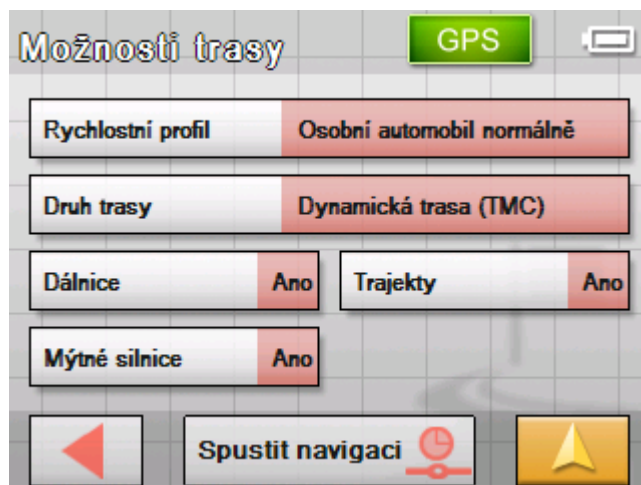 Možnosti trasy GPS
Rychlostní profil Osobní automobil normálně
Druh trasy Dynamická trasa (TMC)
Dálnice Ano Trajekty Ano
Mýtné silnice Ano
Spustit navigaci